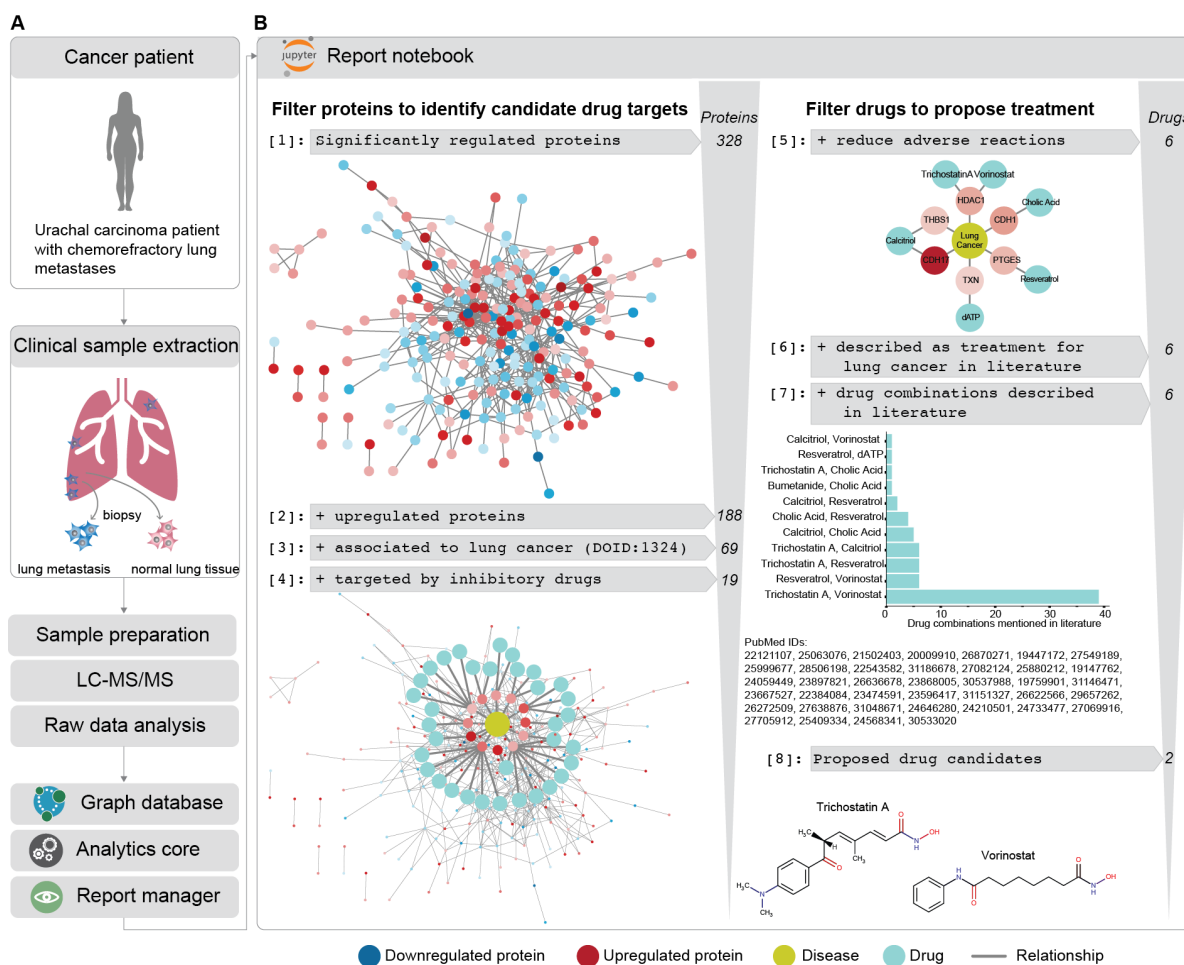 A
Cancer patient
Urachal carcinoma patient
with chemorefractory lung
metastases
Clinical sample extraction
biopsy
lung metastasis
normal lung tissue
Sample preparation
LC-MS/MS
Raw data analysis
Graph database
Analytics core
Report manager
B
jupyter
Report notebook
Filter proteins to identify candidate drug targets
Proteins
[1]: Significantly regulated proteins
328
[2]: + upregulated proteins
188
[3]: + associated to lung cancer (DOID:1324)
69
[4]: + targeted by inhibitory drugs
19
Filter drugs to propose treatment
Drugs
[5]: + reduce adverse reactions
6
TrichostatinA
Vorinostat
HDAC1
Cholic Acid
THBS1
CDH1
Lung
Cancer
Calcitriol
CDH17
PTGES
Resveratrol
TXN
dATP
[6]: + described as treatment for
lung cancer in literature
6
[7]: + drug combinations described
in literature
6
Calcitriol, Vorinostat
Resveratrol, dATP
Trichostatin A, Cholic Acid
Bumetanide, Cholic Acid
Calcitriol, Resveratrol
Cholic Acid, Resveratrol
Calcitriol, Cholic Acid
Trichostatin A, Calcitriol
Trichostatin A, Resveratrol
Resveratrol, Vorinostat
Trichostatin A, Vorinostat
0 10 20 30 40
Drug combinations mentioned in literature
PubMed IDs:
22121107, 25063076, 21502403, 20009910, 26870271, 19447172, 27549189,
25999677, 28506198, 22543582, 31186678, 27082124, 25880212, 19147762,
24059449, 23897821, 26636678, 23868005, 30537988, 19759901, 31146471,
23667527, 22384084, 23474591, 23596417, 31151327, 26622566, 29657262,
26272509, 27638876, 31048671, 24646280, 24210501, 24733477, 27069916,
27705912, 25409334, 24568341, 30533020
[8]: Proposed drug candidates
2
Trichostatin A
H₃C
H
O
CH₃
O
N
H
OH
H₃C
N
CH₃
Vorinostat
H
N
O
O
N
H
OH
Downregulated protein
Upregulated protein
Disease
Drug
Relationship